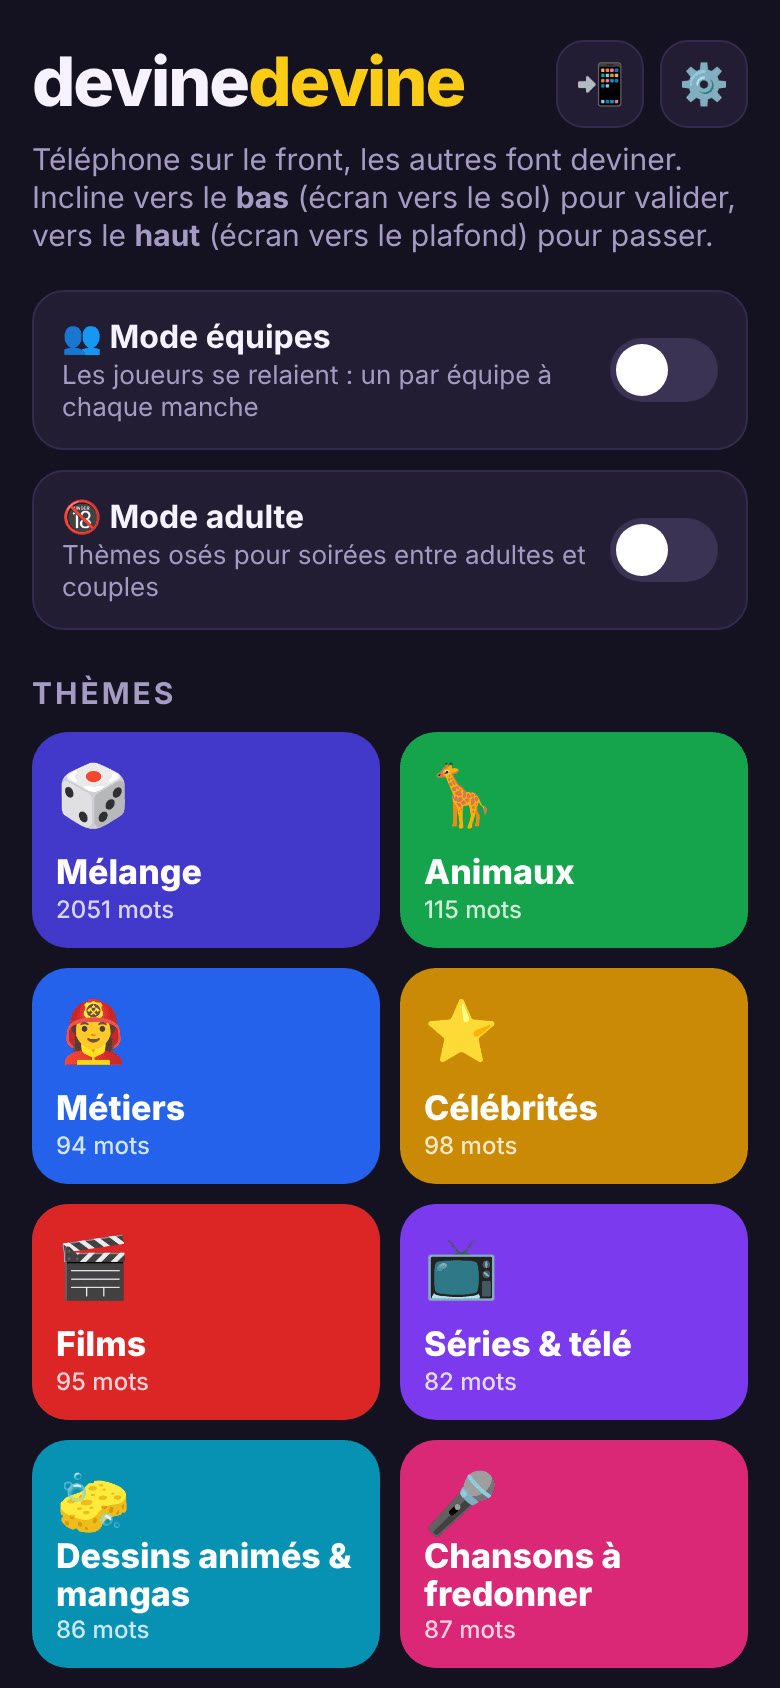 devinedevine
Téléphone sur le front, les autres font deviner.
Incline vers le bas (écran vers le sol) pour valider,
vers le haut (écran vers le plafond) pour passer.
Mode équipes
Les joueurs se relaient : un par équipe à
chaque manche
Mode adulte
Thèmes osés pour soirées entre adultes et
couples
THÈMES
Mélange
2051 mots
Animaux
115 mots
Métiers
94 mots
Célébrités
98 mots
Films
95 mots
Séries & télé
82 mots
Dessins animés &
mangas
86 mots
Chansons à
fredonner
87 mots